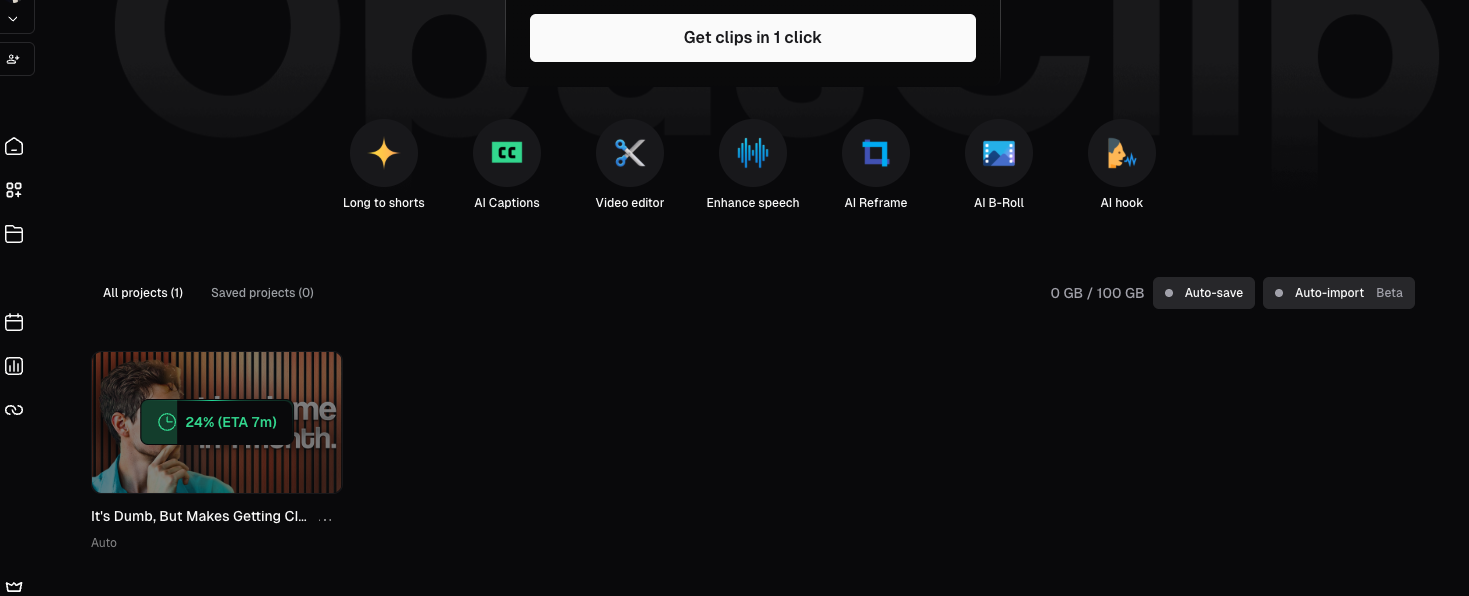 OpusClip
Get clips in 1 click
CC
Long to shorts
AI Captions
Video editor
Enhance speech
AI Reframe
AI B-Roll
AI hook
All projects (1)
Saved projects (0)
0 GB / 100 GB
Auto-save
Auto-import Beta
24% (ETA 7m)
It's Dumb, But Makes Getting Cl... ...
Auto